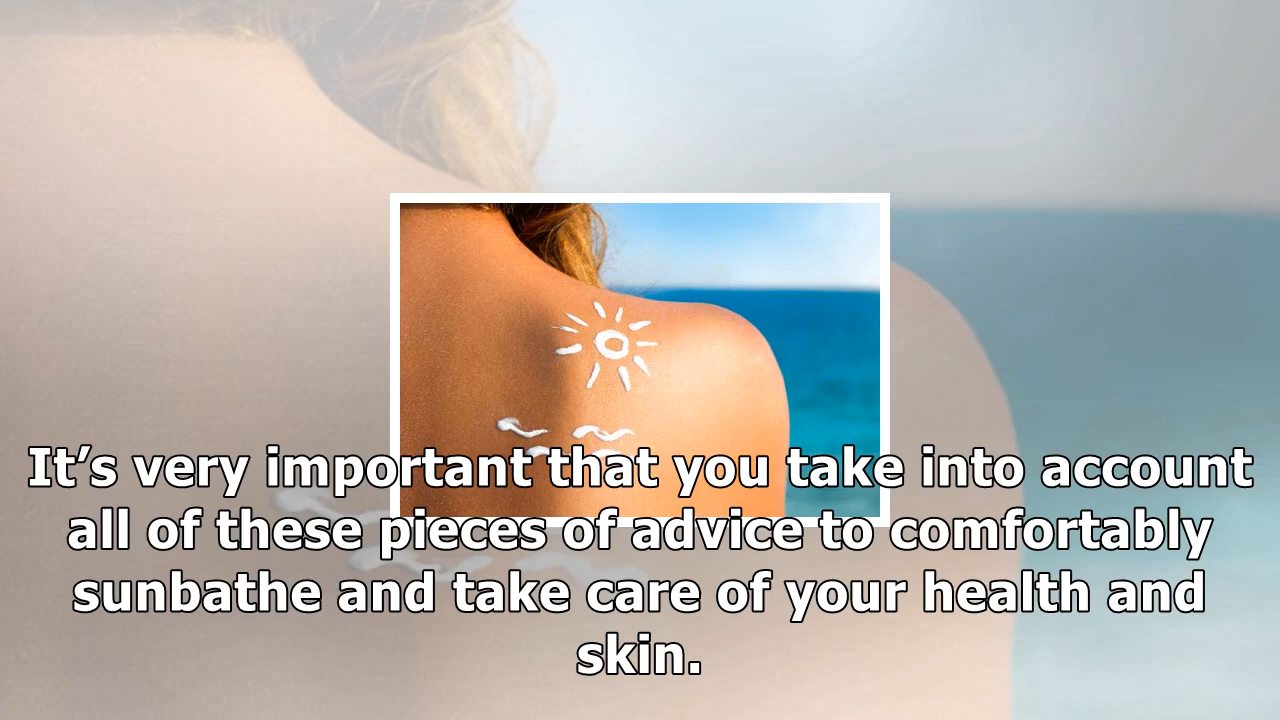 It’s very important that you take into account
all of these pieces of advice to comfortably
sunbathe and take care of your health and
skin.